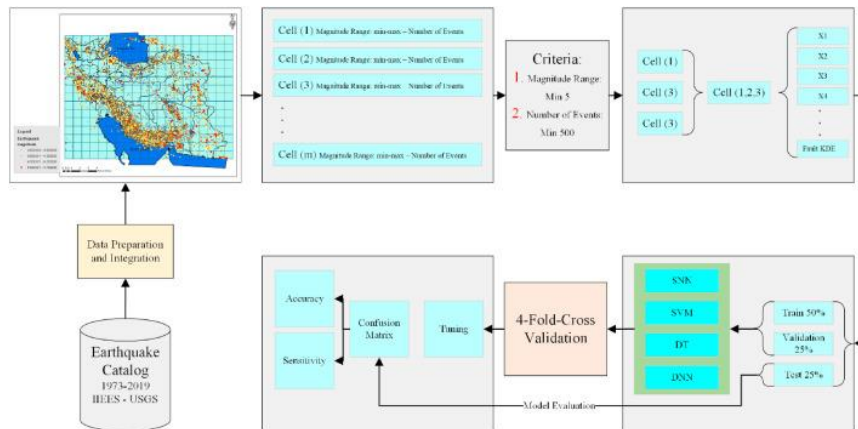 Cell (1) Magnitude Range: min-max – Number of Events
Cell (2) Magnitude Range: min-max – Number of Events
Cell (3) Magnitude Range: min-max – Number of Events
.
.
.
Cell (m) Magnitude Range: min-max – Number of Events
Criteria:
1. Magnitude Range:
Min 5
2. Number of Events:
Min 500
Cell (1)
Cell (3)
Cell (3)
Cell (1,2,3)
X1
X2
X3
X4
.
.
.
Fault KDE
Data Preparation
and Integration
Earthquake
Catalog
1973-2019
IIEES - USGS
Accuracy
Sensitivity
Confusion
Matrix
Timing
4-Fold-Cross
Validation
SNN
SVM
DT
DNN
Train 50%
Validation
25%
Test 25%
Model Evaluation